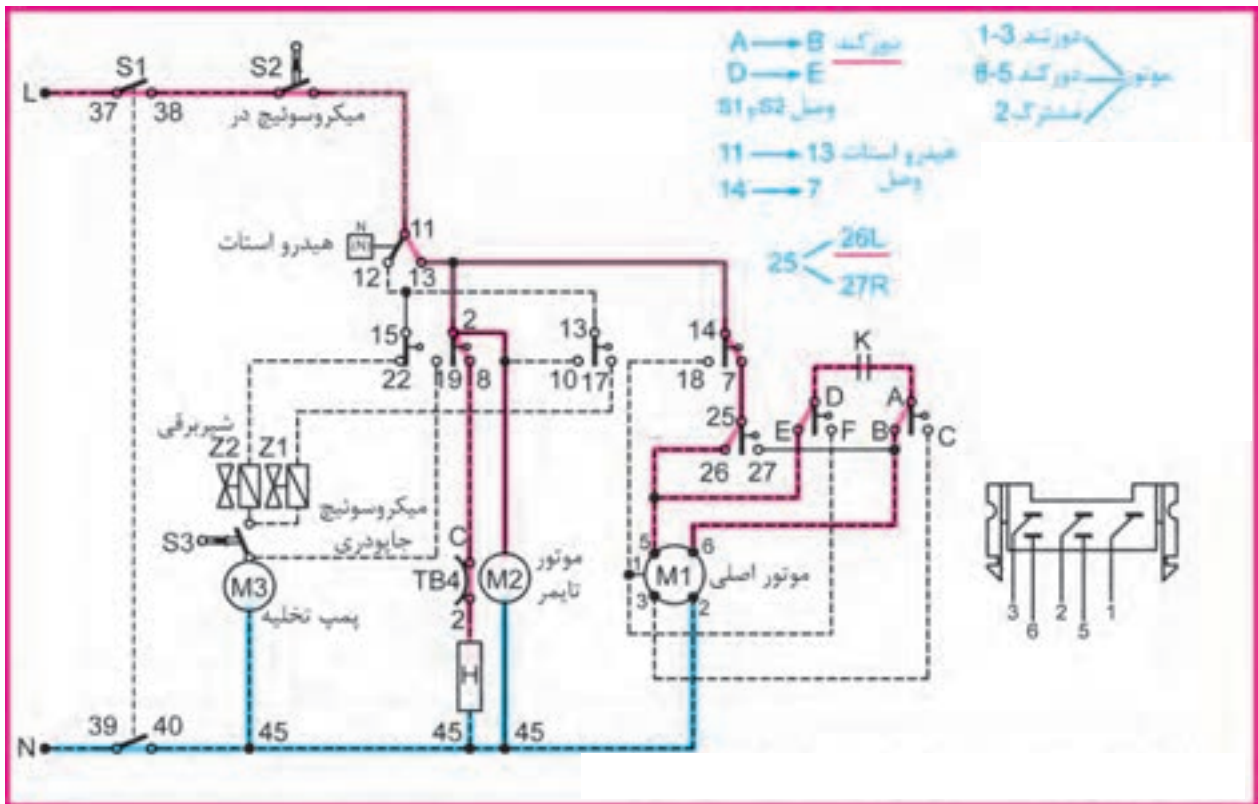 A → B دور کند
D → E
وصل S1 و S2
11 → 13 هیدرو استات
وصل
14 → 7
25
26L
27R
1-3 دورتند
6-5 دورکند
مشترک 2
موتور
S1
S2
L
37
38
میکروسوئیچ در
N
(N)
هیدرو استات
11
12
13
15
2
13
14
22
19
8
10
17
18
7
K
D
A
E
F
B
C
25
26
27
شیربرقی
Z2
Z1
میکروسوئیچ
جاپودری
S3
C
TB4
2
H
M3
پمپ تخلیه
M2
موتور
تایمر
5
6
1
M1
3
2
موتور اصلی
3
6
2
5
1
N
39
40
45
45
45